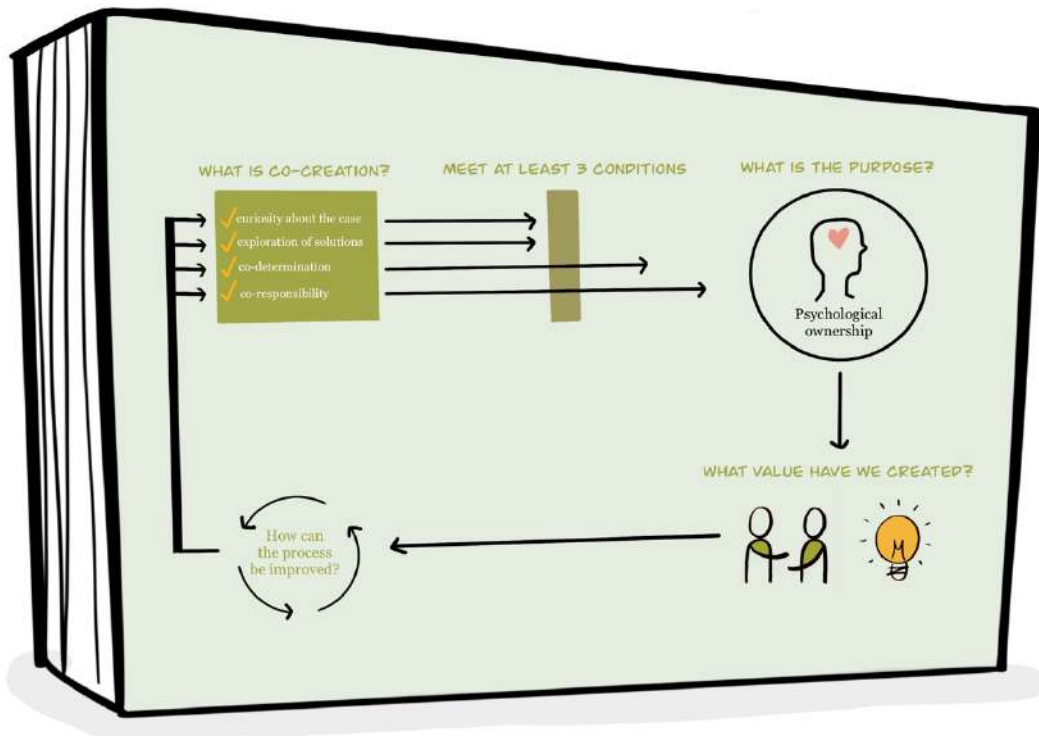 WHAT IS CO-CREATION?
MEET AT LEAST 3 CONDITIONS
WHAT IS THE PURPOSE?
curiosity about the case
exploration of solutions
co-determination
co-responsibility
Psychological
ownership
WHAT VALUE HAVE WE CREATED?
How can
the process
be improved?